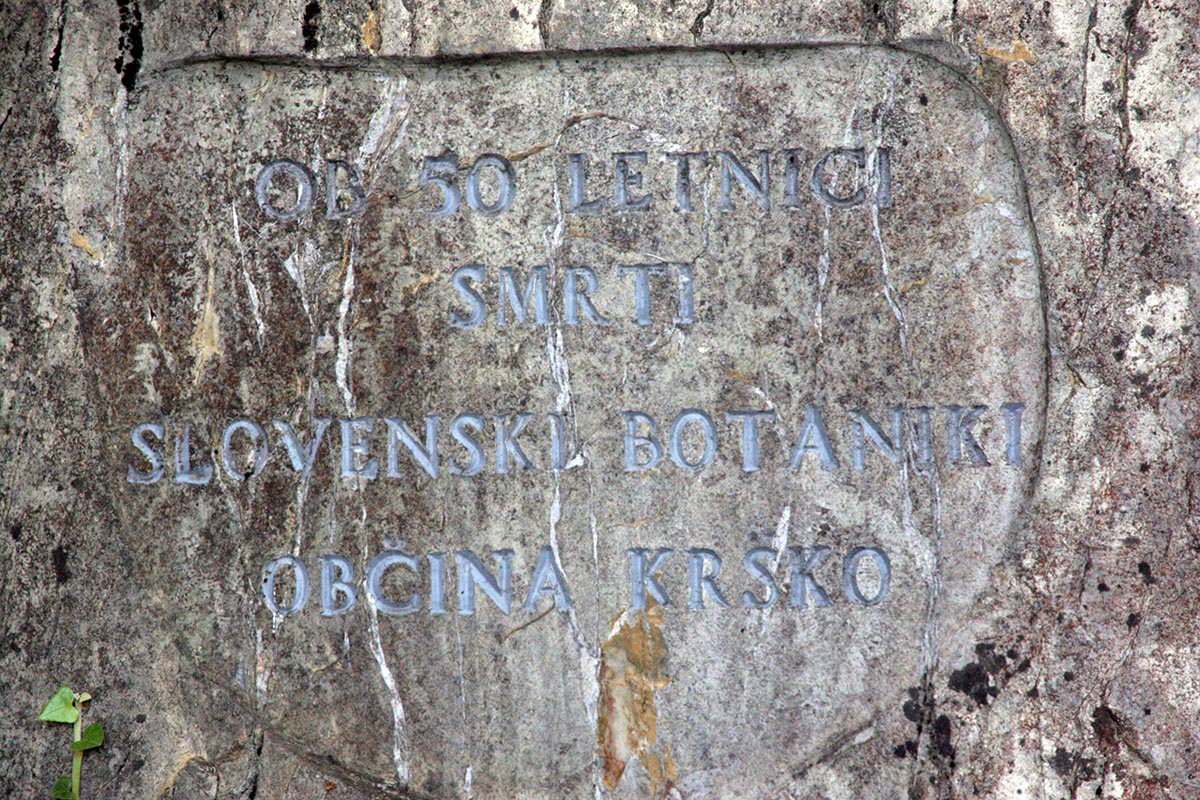 OB 50 LETNICI
SMRTI
SLOVENSKI BOTANIKI
OBČINA KRŠKO